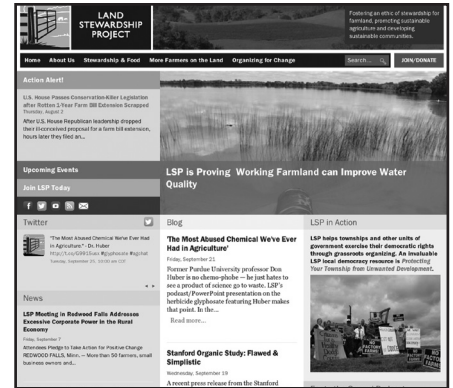 LAND
STEWARDSHIP
PROJECT
Fostering an ethic of stewardship for
farmland, promoting sustainable
agriculture and developing
sustainable communities.
Home About Us Stewardship & Food More Farmers on the Land Organizing for Change Search... JOIN/DONATE
Action Alert!
U.S. House Passes Conservation-Killer Legislation
after Rotten 1-Year Farm Bill Extension Scrapped
Thursday, August 2
After U.S. House Republican leadership dropped
their ill-conceived proposal for a farm bill extension,
hours later they filed an...
Upcoming Events
Join LSP Today
LSP is Proving Working Farmland can Improve Water
Quality
Twitter
"The Most Abused Chemical We've Ever Had
in Agriculture." - Dr. Huber
#glyphosate
News
LSP Meeting in Redwood Falls Addresses
Excessive Corporate Power in the Rural
Economy
Friday, September 7
Attendees Pledge to Take Action for Positive Change
REDWOOD FALLS, MINN. — More than 50 farmers, small
business owners and...
Blog
'The Most Abused Chemical We've Ever
Had in Agriculture'
Friday, September 21
Former Purdue University professor Don
Huber is no chemo-phobe — he just hates to
see a product of science go to waste. LSP's
podcast/PowerPoint presentation on the
herbicide glyphosate featuring Huber makes
that point. In the...
Read more...
Stanford Organic Study: Flawed &
Simplistic
Wednesday, September 19
A recent press release from the Stanford
LSP in Action
LSP helps townships and other units of
government exercise their democratic rights
through grassroots organizing. An invaluable
LSP local democracy resource is Protecting
Your Township from Unwanted Development.
NO
FACTORY
FARMS